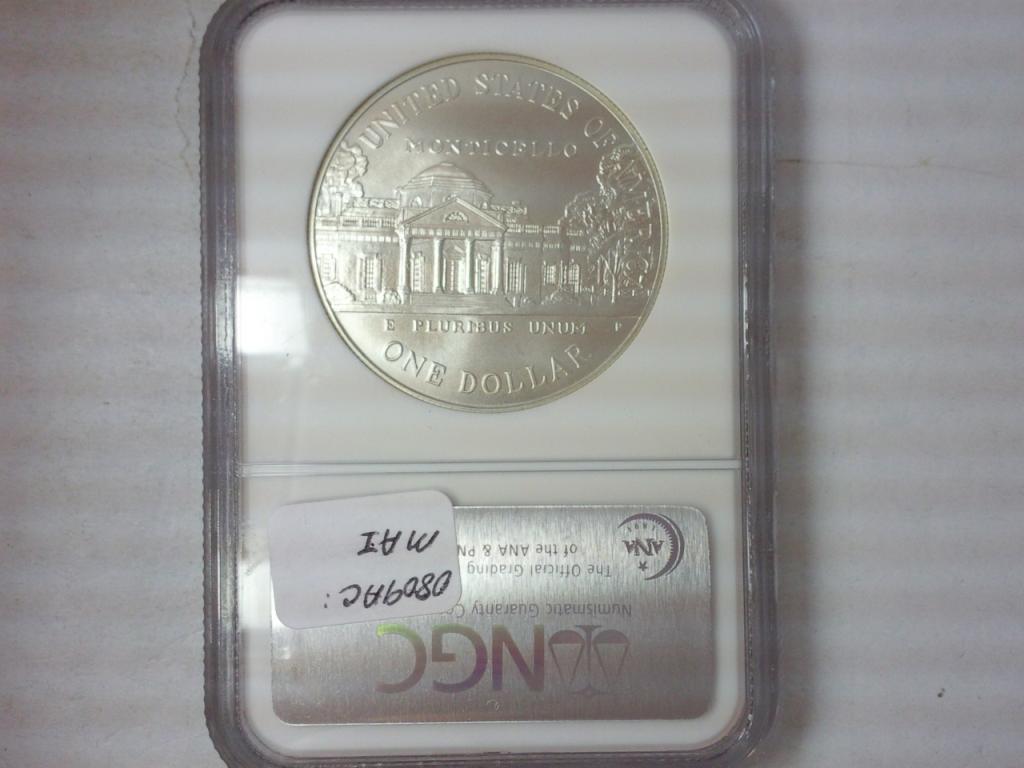 UNITED STATES OF AMERICA
MONTICELLO
E PLURIBUS UNUM P
ONE DOLLAR
NGC
Numismatic Guaranty Co
The Official Grading
of the ANA & PN
ANA
0809AC:
MAI